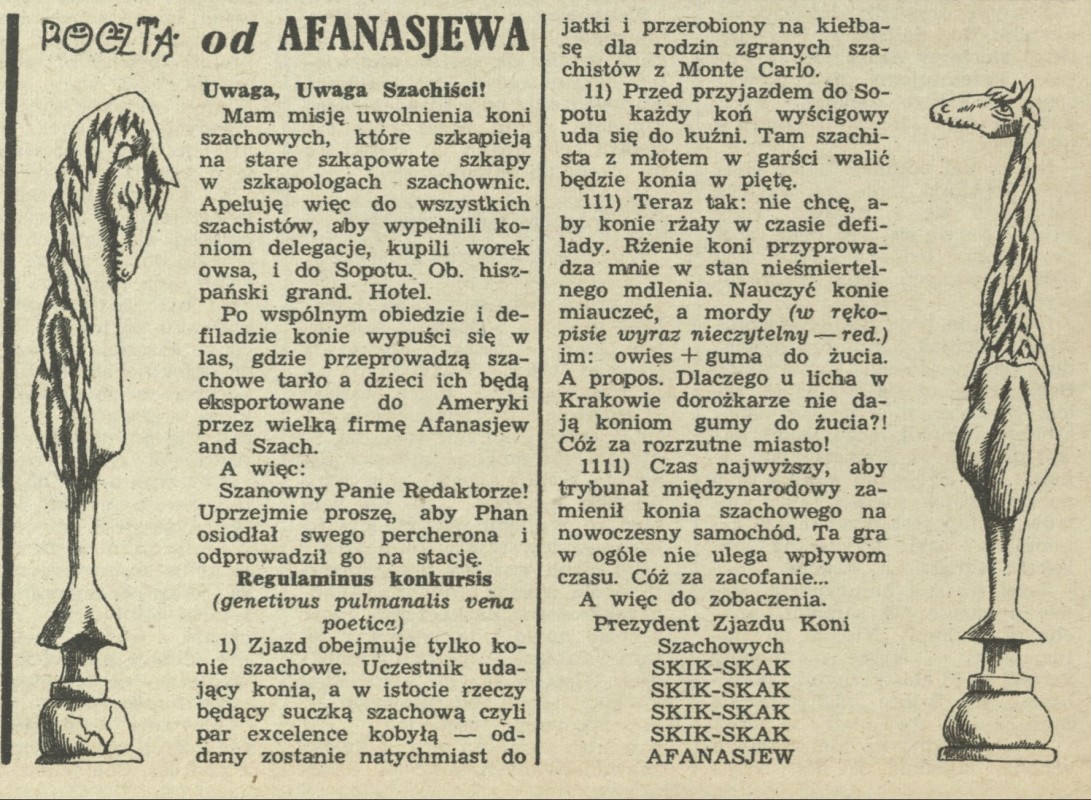 POCZTA od AFANASJEWA
Uwaga, Uwaga Szachiści!
Mam misję uwolnienia koni
szachowych, które szkapieją
na stare szkapowate szkapy
w szkapologach szachownic.
Apeluję więc do wszystkich
szachistów, aby wypełnili ko-
niom delegacje, kupili worek
owsa, i do Sopotu. Ob. hisz-
pański grand. Hotel.
Po wspólnym obiedzie i de-
filadzie konie wypuści się w
las, gdzie przeprowadzą sza-
chowe tarło a dzieci ich będą
eksportowane do Ameryki
przez wielką firmę Afanasjew
and Szach.
A więc:
Szanowny Panie Redaktorze!
Uprzejmie proszę, aby Phan
osiodłał swego percherona i
odprowadził go na stację.
Regulaminus konkursis
(genetivus pulmanalis vena
poetica)
1) Zjazd obejmuje tylko ko-
nie szachowe. Uczestnik uda-
jący konia, a w istocie rzeczy
będący suczką szachową czyli
par excelence kobyłą — od-
dany zostanie natychmiast do
jatki i przerobiony na kiełba-
sę dla rodzin zgranych sza-
chistów z Monte Carlo.
11) Przed przyjazdem do So-
potu każdy koń wyścigowy
uda się do kuźni. Tam szachi-
sta z młotem w garści walić
będzie konia w piętę.
111) Teraz tak: nie chcę, a-
by konie rżały w czasie defi-
lady. Rżenie koni przyprowa-
dza mnie w stan nieśmiertel-
nego mdlenia. Nauczyć konie
miauczeć, a mordy (w ręko-
pisie wyraz nieczytelny — red.)
im: owies + guma do żucia.
A propos. Dlaczego u licha w
Krakowie dorożkarze nie da-
ją koniom gumy do żucia?!
Cóż za rozrzutne miasto!
1111) Czas najwyższy, aby
trybunał międzynarodowy za-
mienił konia szachowego na
nowoczesny samochód. Ta gra
w ogóle nie ulega wpływom
czasu. Cóż za zacofanie...
A więc do zobaczenia.
Prezydent Zjazdu Koni
Szachowych
SKIK-SKAK
SKIK-SKAK
SKIK-SKAK
SKIK-SKAK
AFANASJEW